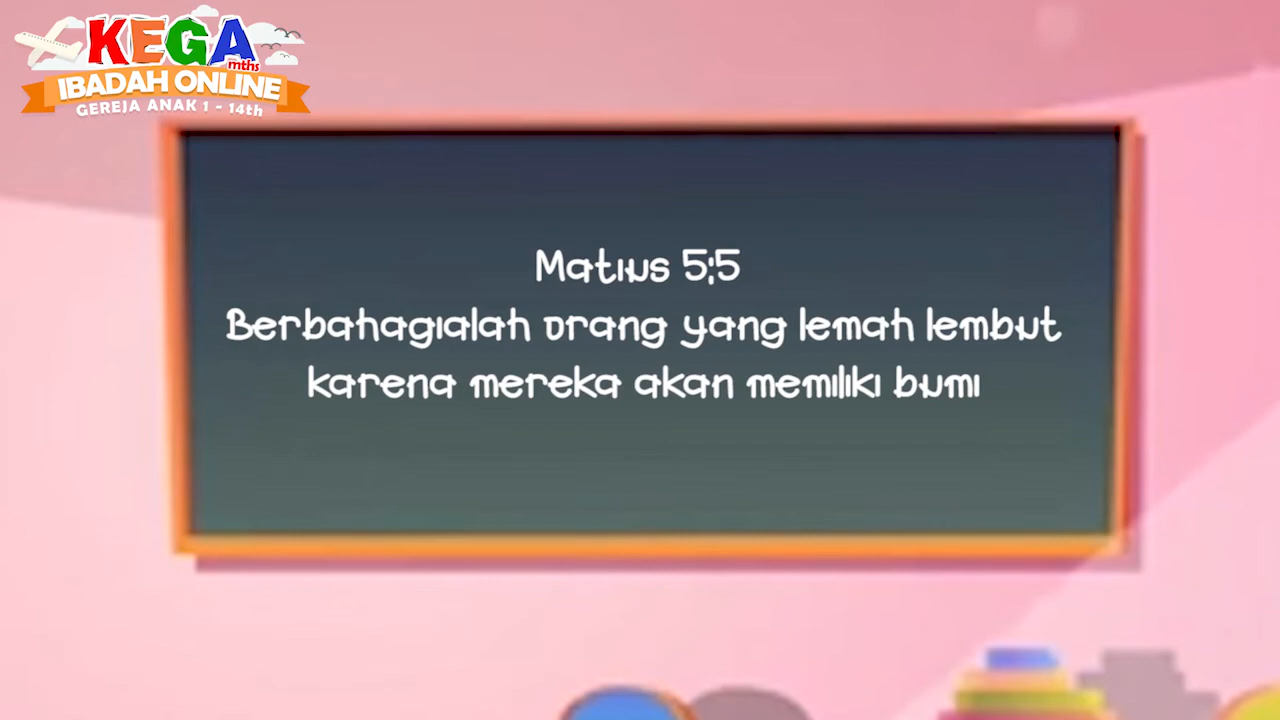 KEGA
mths
IBADAH ONLINE
GEREJA ANAK 1 - 14th
Matius 5:5
Berbahagialah orang yang lemah lembut
karena mereka akan memiliki bumi